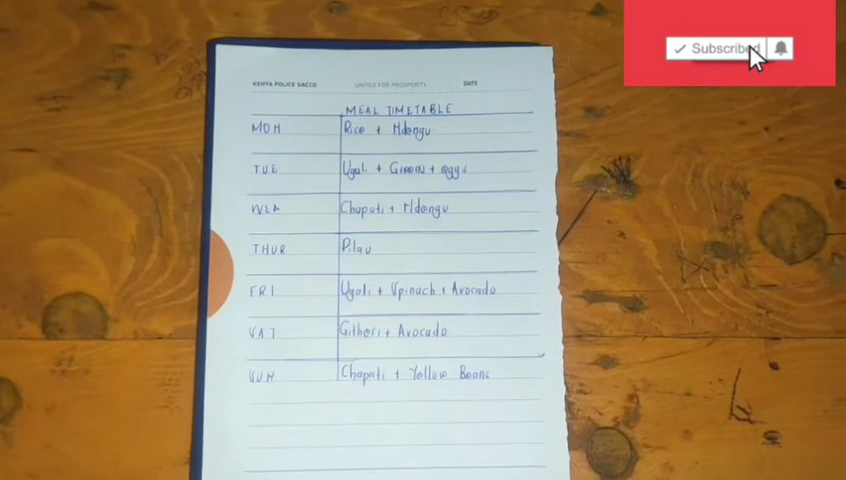 Subscribed
KENYA POLICE SACCO UNITED FOR PROSPERITY DATE
MEAL TIMETABLE
MON Rice + Ndengu
TUE Ugali + Greens + eggs
WED Chapati + Ndengu
THUR Pilau
FRI Ugali + Spinach + Avocado
SAT Githeri + Avocado
SUN Chapati + Yellow Beans